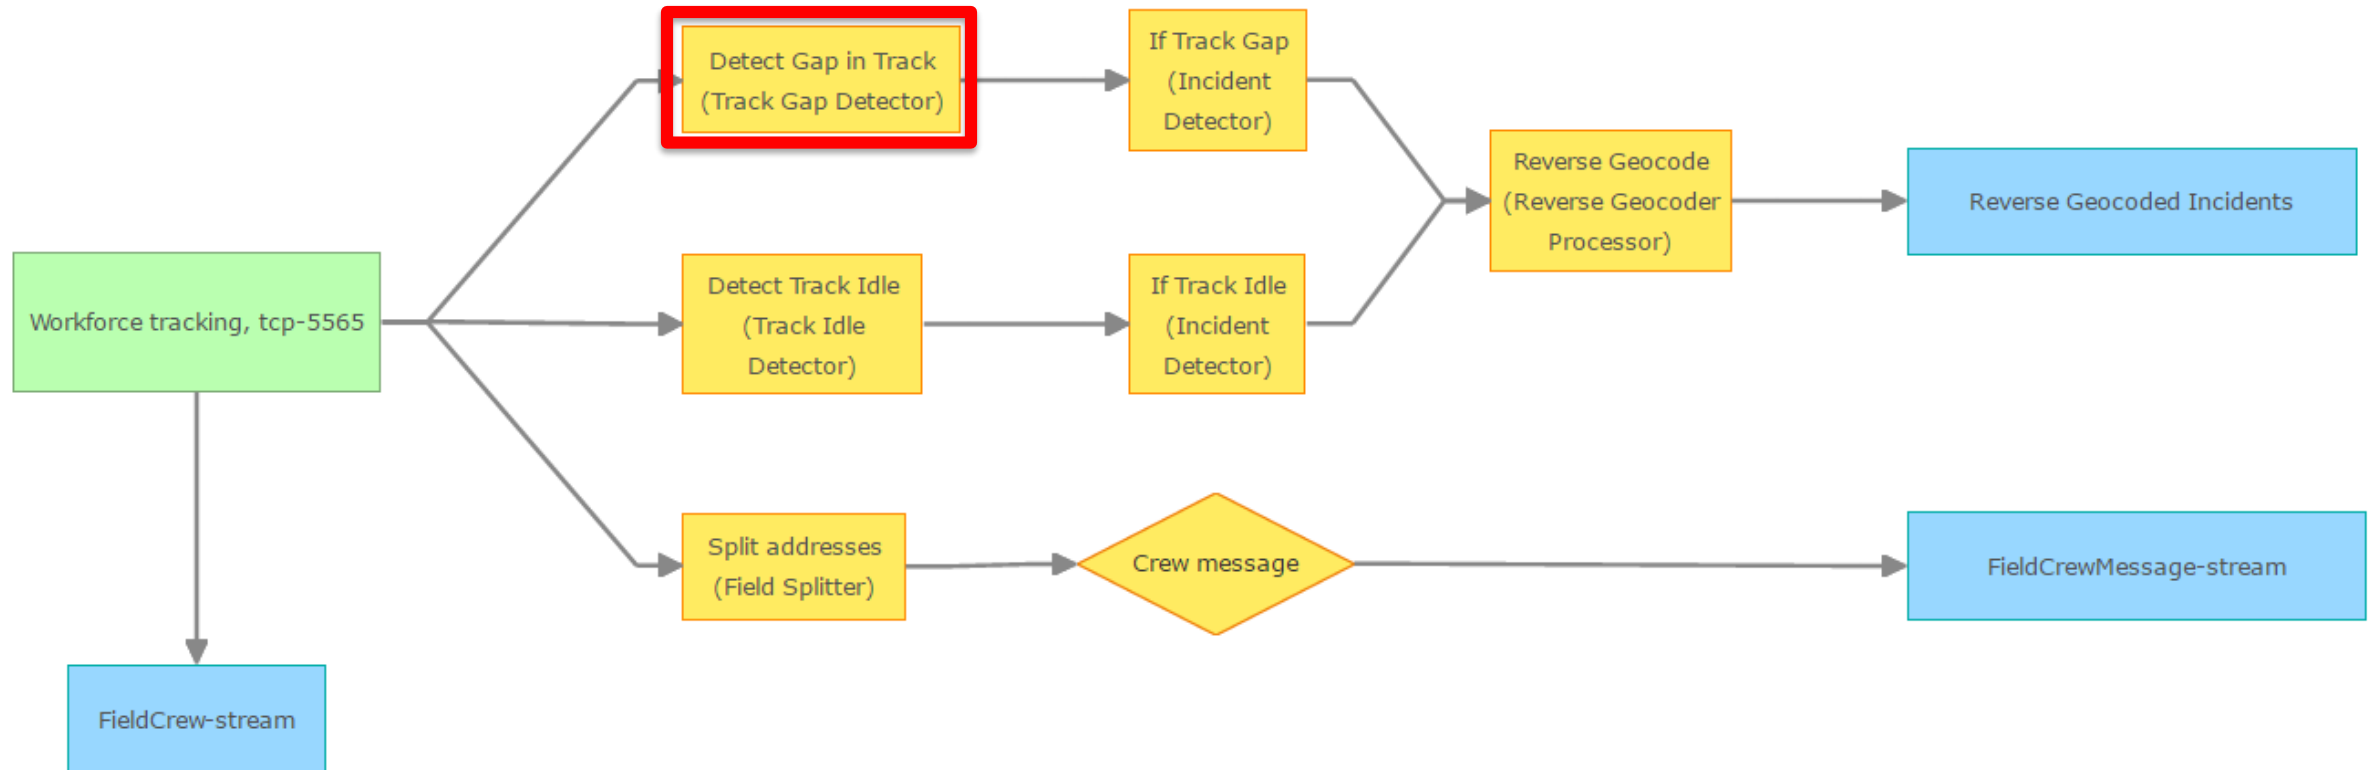 Detect Gap in Track
(Track Gap Detector)
If Track Gap
(Incident
Detector)
Reverse Geocode
(Reverse Geocoder
Processor)
Reverse Geocoded Incidents
Workforce tracking, tcp-5565
Detect Track Idle
(Track Idle
Detector)
If Track Idle
(Incident
Detector)
Split addresses
(Field Splitter)
Crew message
FieldCrewMessage-stream
FieldCrew-stream